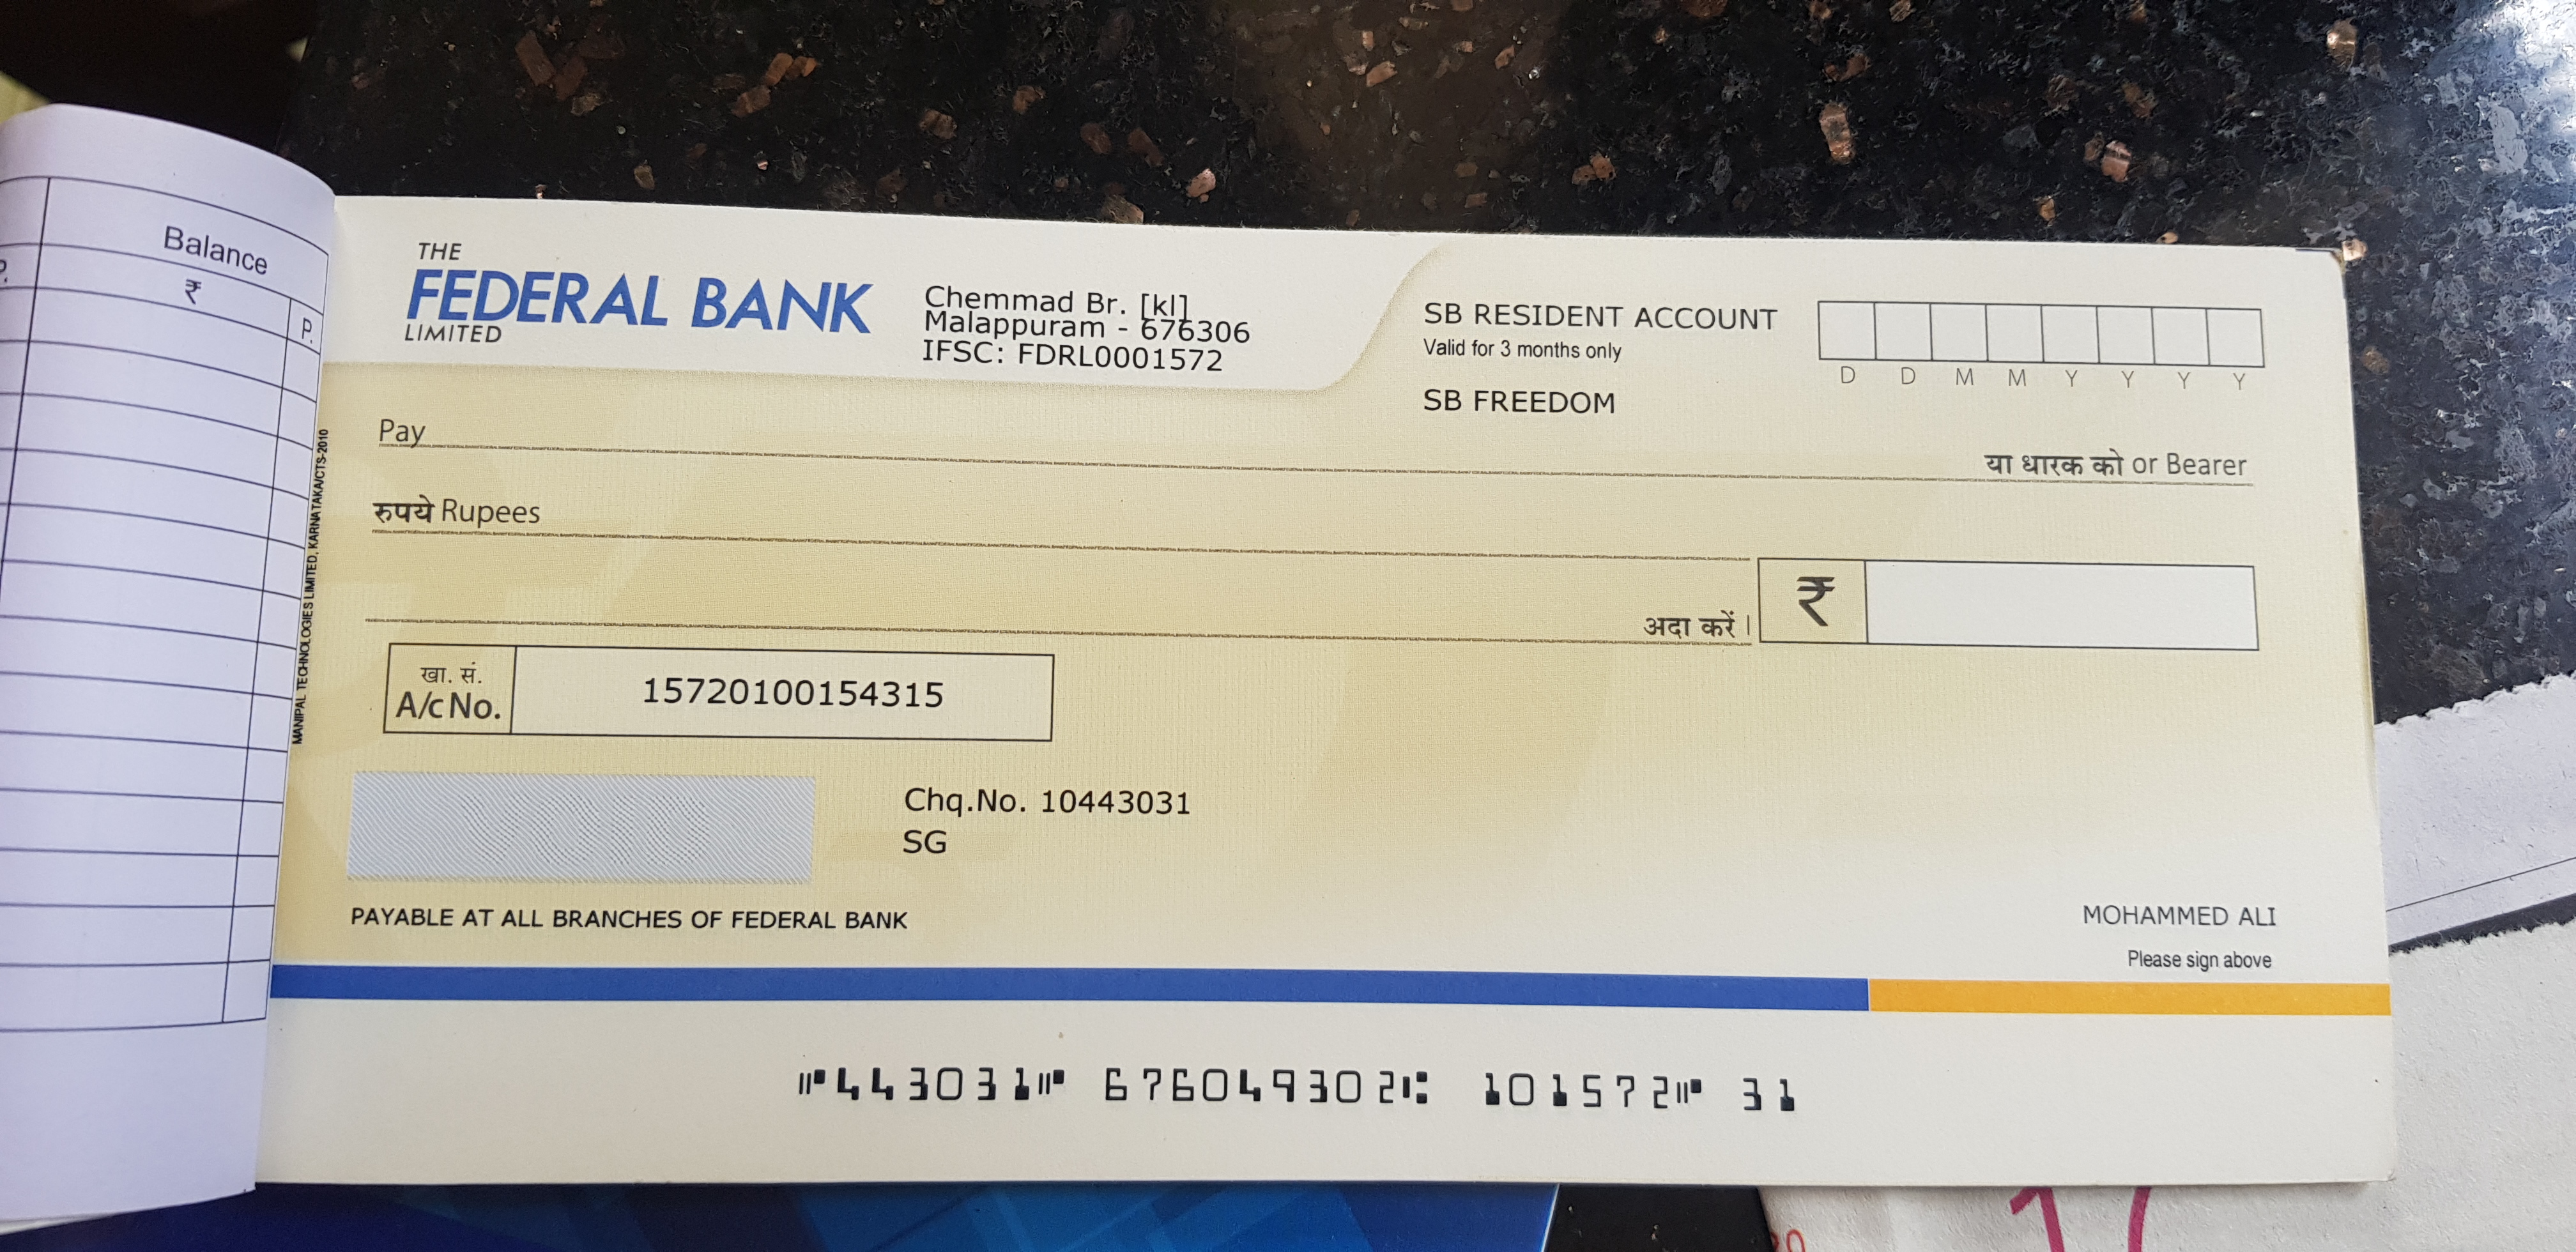 Balance
₹
P.
P.
MANIPAL TECHNOLOGIES LIMITED, KARNATAKA/CTS-2010
THE
FEDERAL BANK
LIMITED
Chemmad Br. [kl]
Malappuram - 676306
IFSC: FDRL0001572
SB RESIDENT ACCOUNT
Valid for 3 months only
SB FREEDOM
D D M M Y Y Y Y
Pay
या धारक को or Bearer
रुपये Rupees
अदा करें।
₹
खा. सं.
A/c No.
15720100154315
Chq.No. 10443031
SG
PAYABLE AT ALL BRANCHES OF FEDERAL BANK
MOHAMMED ALI
Please sign above
⑈443031⑈ 676049302⑆ 101572⑈ 31